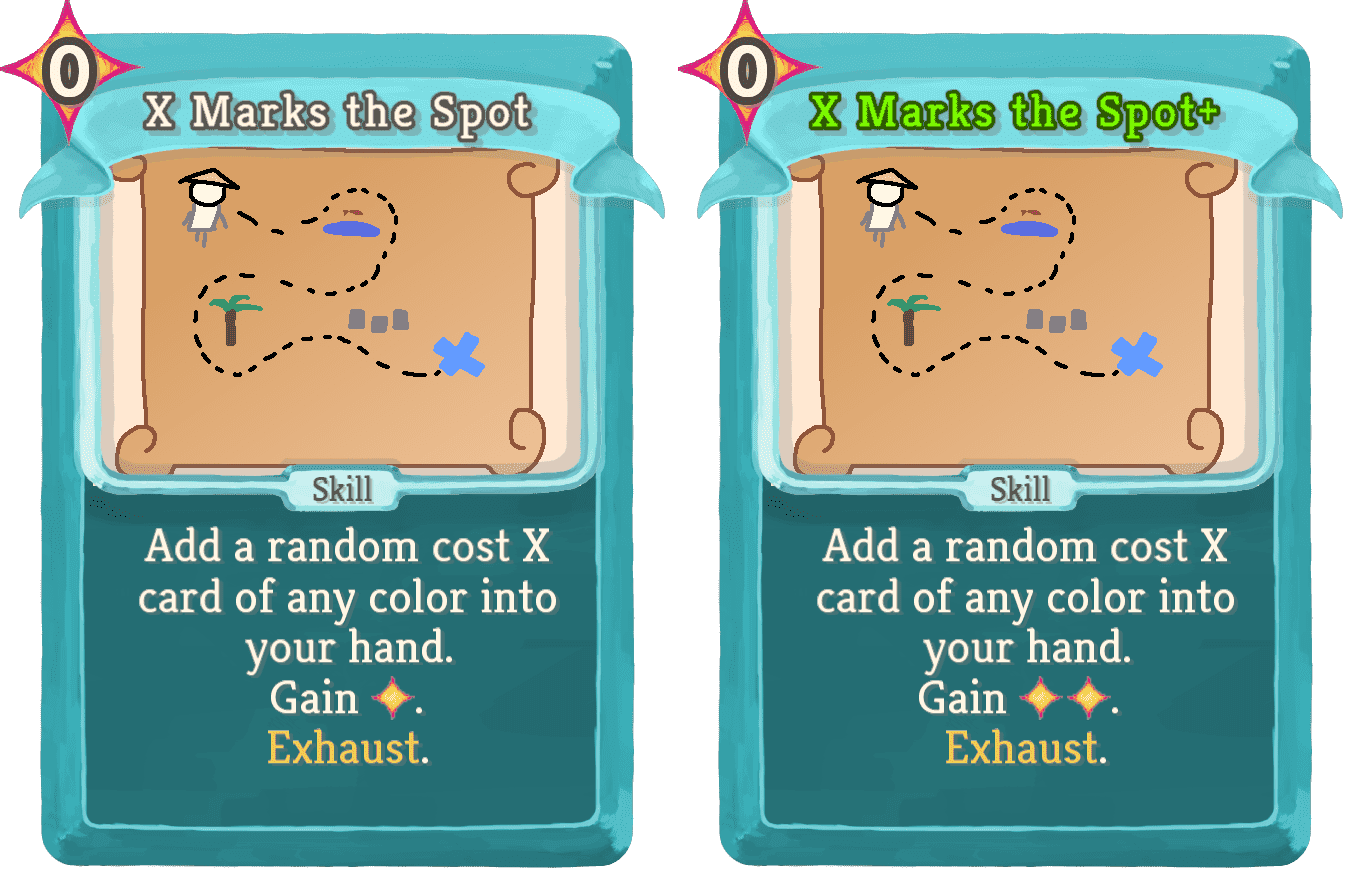 0
X Marks the Spot
Skill
Add a random cost X
card of any color into
your hand.
Gain .
Exhaust.
0
X Marks the Spot+
Skill
Add a random cost X
card of any color into
your hand.
Gain .
Exhaust.